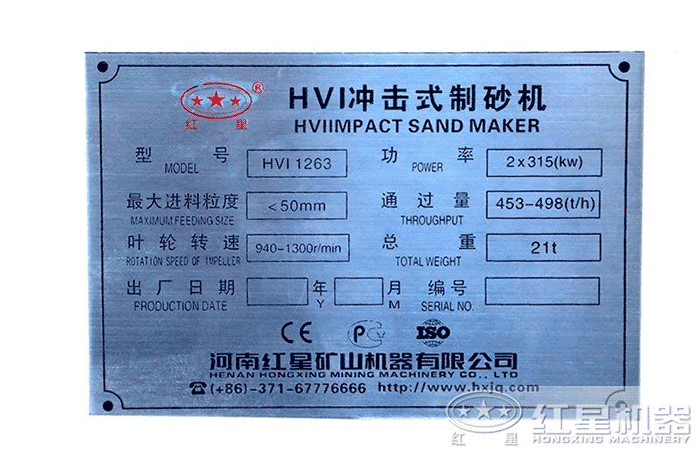 ® HVI冲击式制砂机
红星 HVIIMPACT SAND MAKER
型号 HVI 1263 功率 2x315(kw)
MODEL POWER
最大进料粒度 <50mm 通过量 453-498(t/h)
MAXIMUM FEEDING SIZE THROUGHPUT
叶轮转速 940-1300r/min 总重 21t
ROTATION SPEED OF IMPELLER TOTAL WEIGHT
出厂日期 年 月 编号
PRODUCTION DATE Y M SERIAL NO.
CE PC ISO
河南红星矿山机器有限公司
HENAN HONGXING MINING MACHINERY CO.,LTD
(+86)-371-67776666 http://www.hxjq.com
红星机器
红星 HONGXING MACHINERY